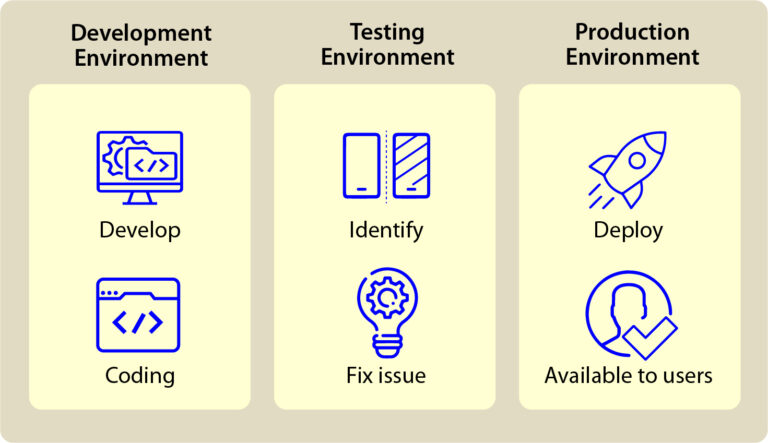 Development
Environment
Develop
Coding
Testing
Environment
Identify
Fix issue
Production
Environment
Deploy
Available to users